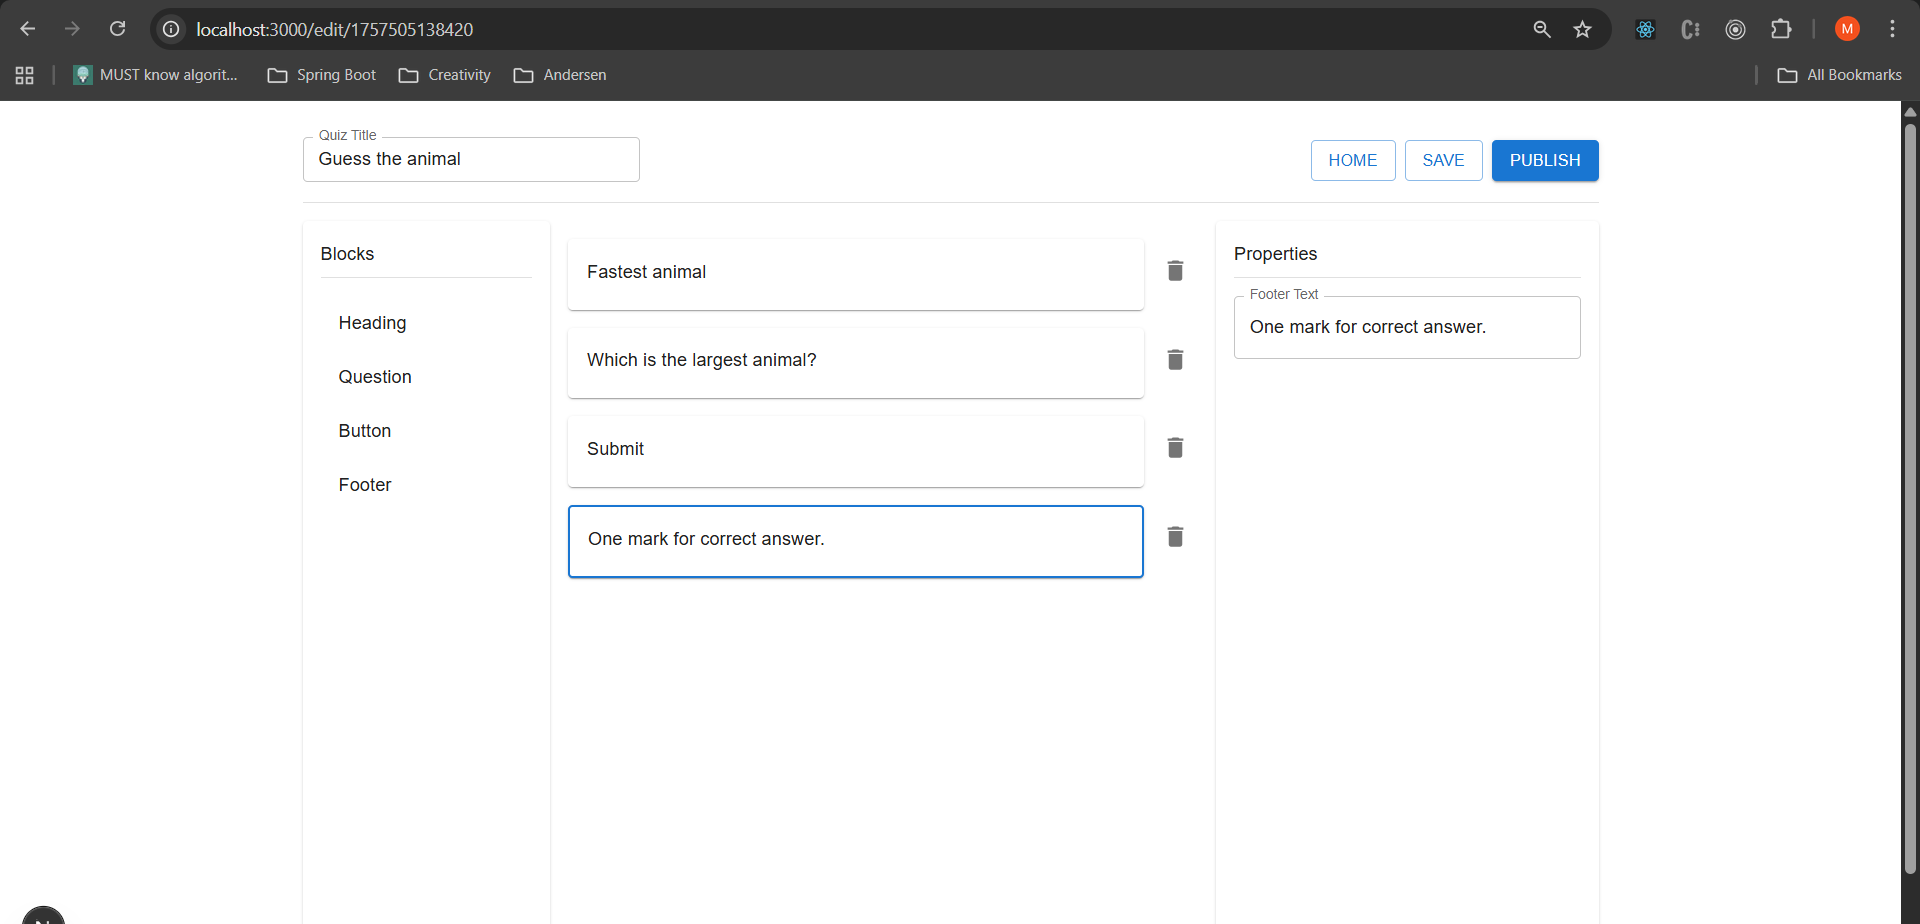 localhost:3000/edit/1757505138420
M
MUST know algorit...
Spring Boot
Creativity
Andersen
All Bookmarks
Quiz Title
Guess the animal
HOME
SAVE
PUBLISH
Blocks
Heading
Question
Button
Footer
Fastest animal
Which is the largest animal?
Submit
One mark for correct answer.
Properties
Footer Text
One mark for correct answer.